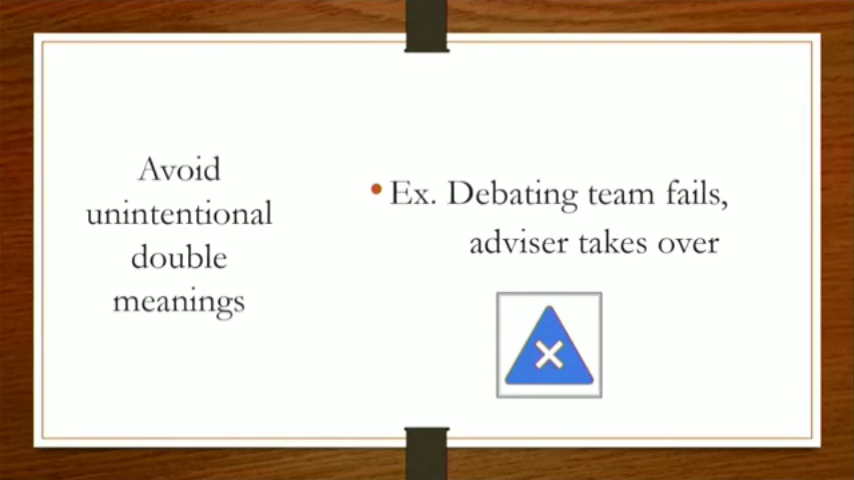 Avoid
unintentional
double
meanings
Ex. Debating team fails,
adviser takes over